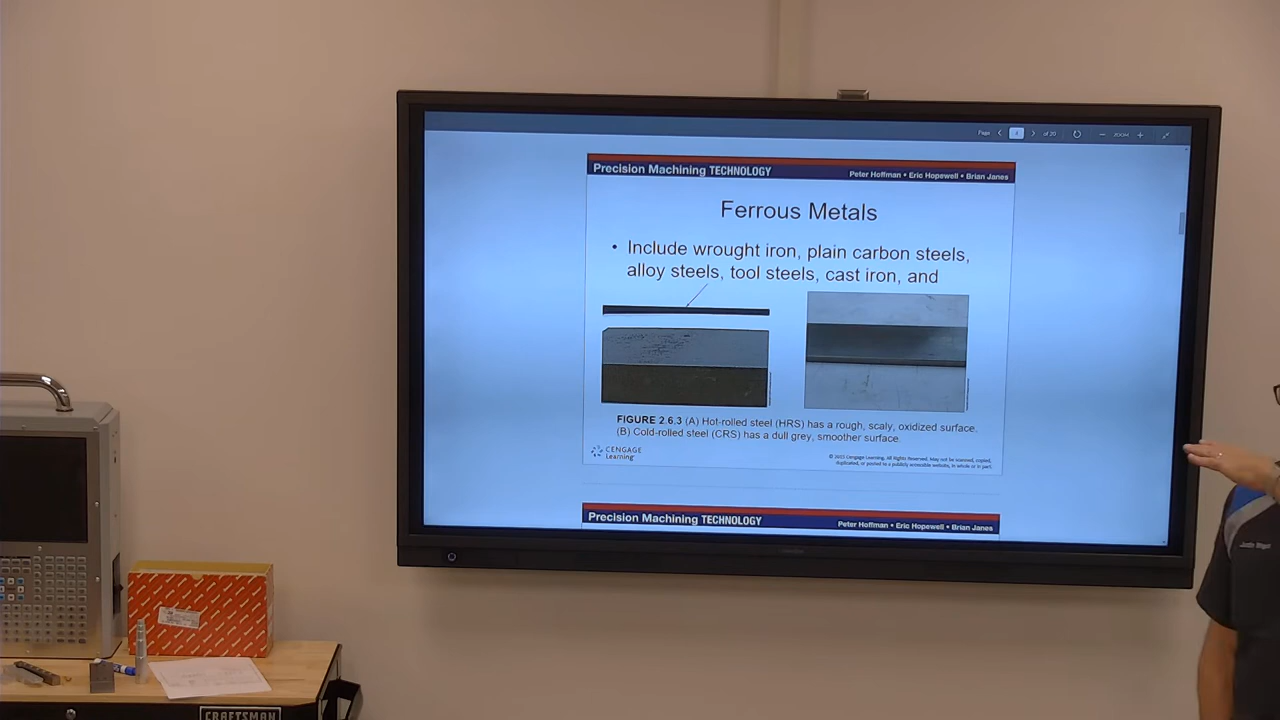 Page
of 20
Precision Machining TECHNOLOGY
Peter Hoffman • Eric Hopewell • Brian Janes
Ferrous Metals
• Include wrought iron, plain carbon steels,
alloy steels, tool steels, cast iron, and
FIGURE 2.6.3 (A) Hot-rolled steel (HRS) has a rough, scaly, oxidized surface.
(B) Cold-rolled steel (CRS) has a dull grey, smoother surface.
CENGAGE
Learning
Precision Machining TECHNOLOGY
Peter Hoffman • Eric Hopewell • Brian Janes
CRAFTSMAN